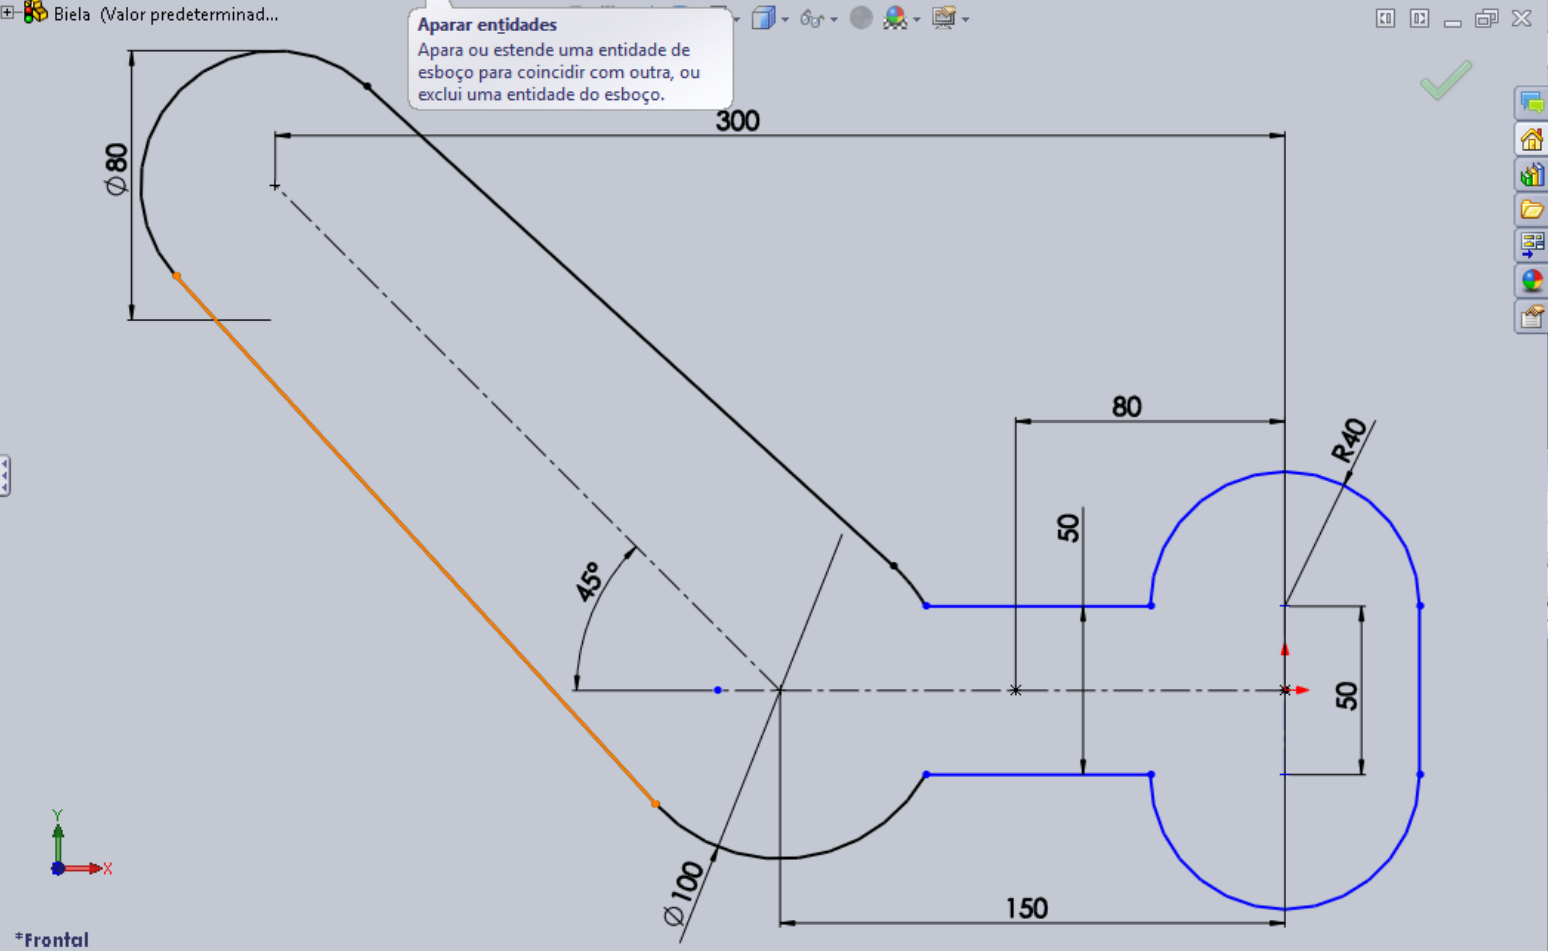 Biela (Valor predeterminad...
Aparar entidades
Apara ou estende uma entidade de
esboço para coincidir com outra, ou
exclui uma entidade do esboço.
300
∅80
80
R40
50
45°
50
∅100
150
Y
X
*Frontal